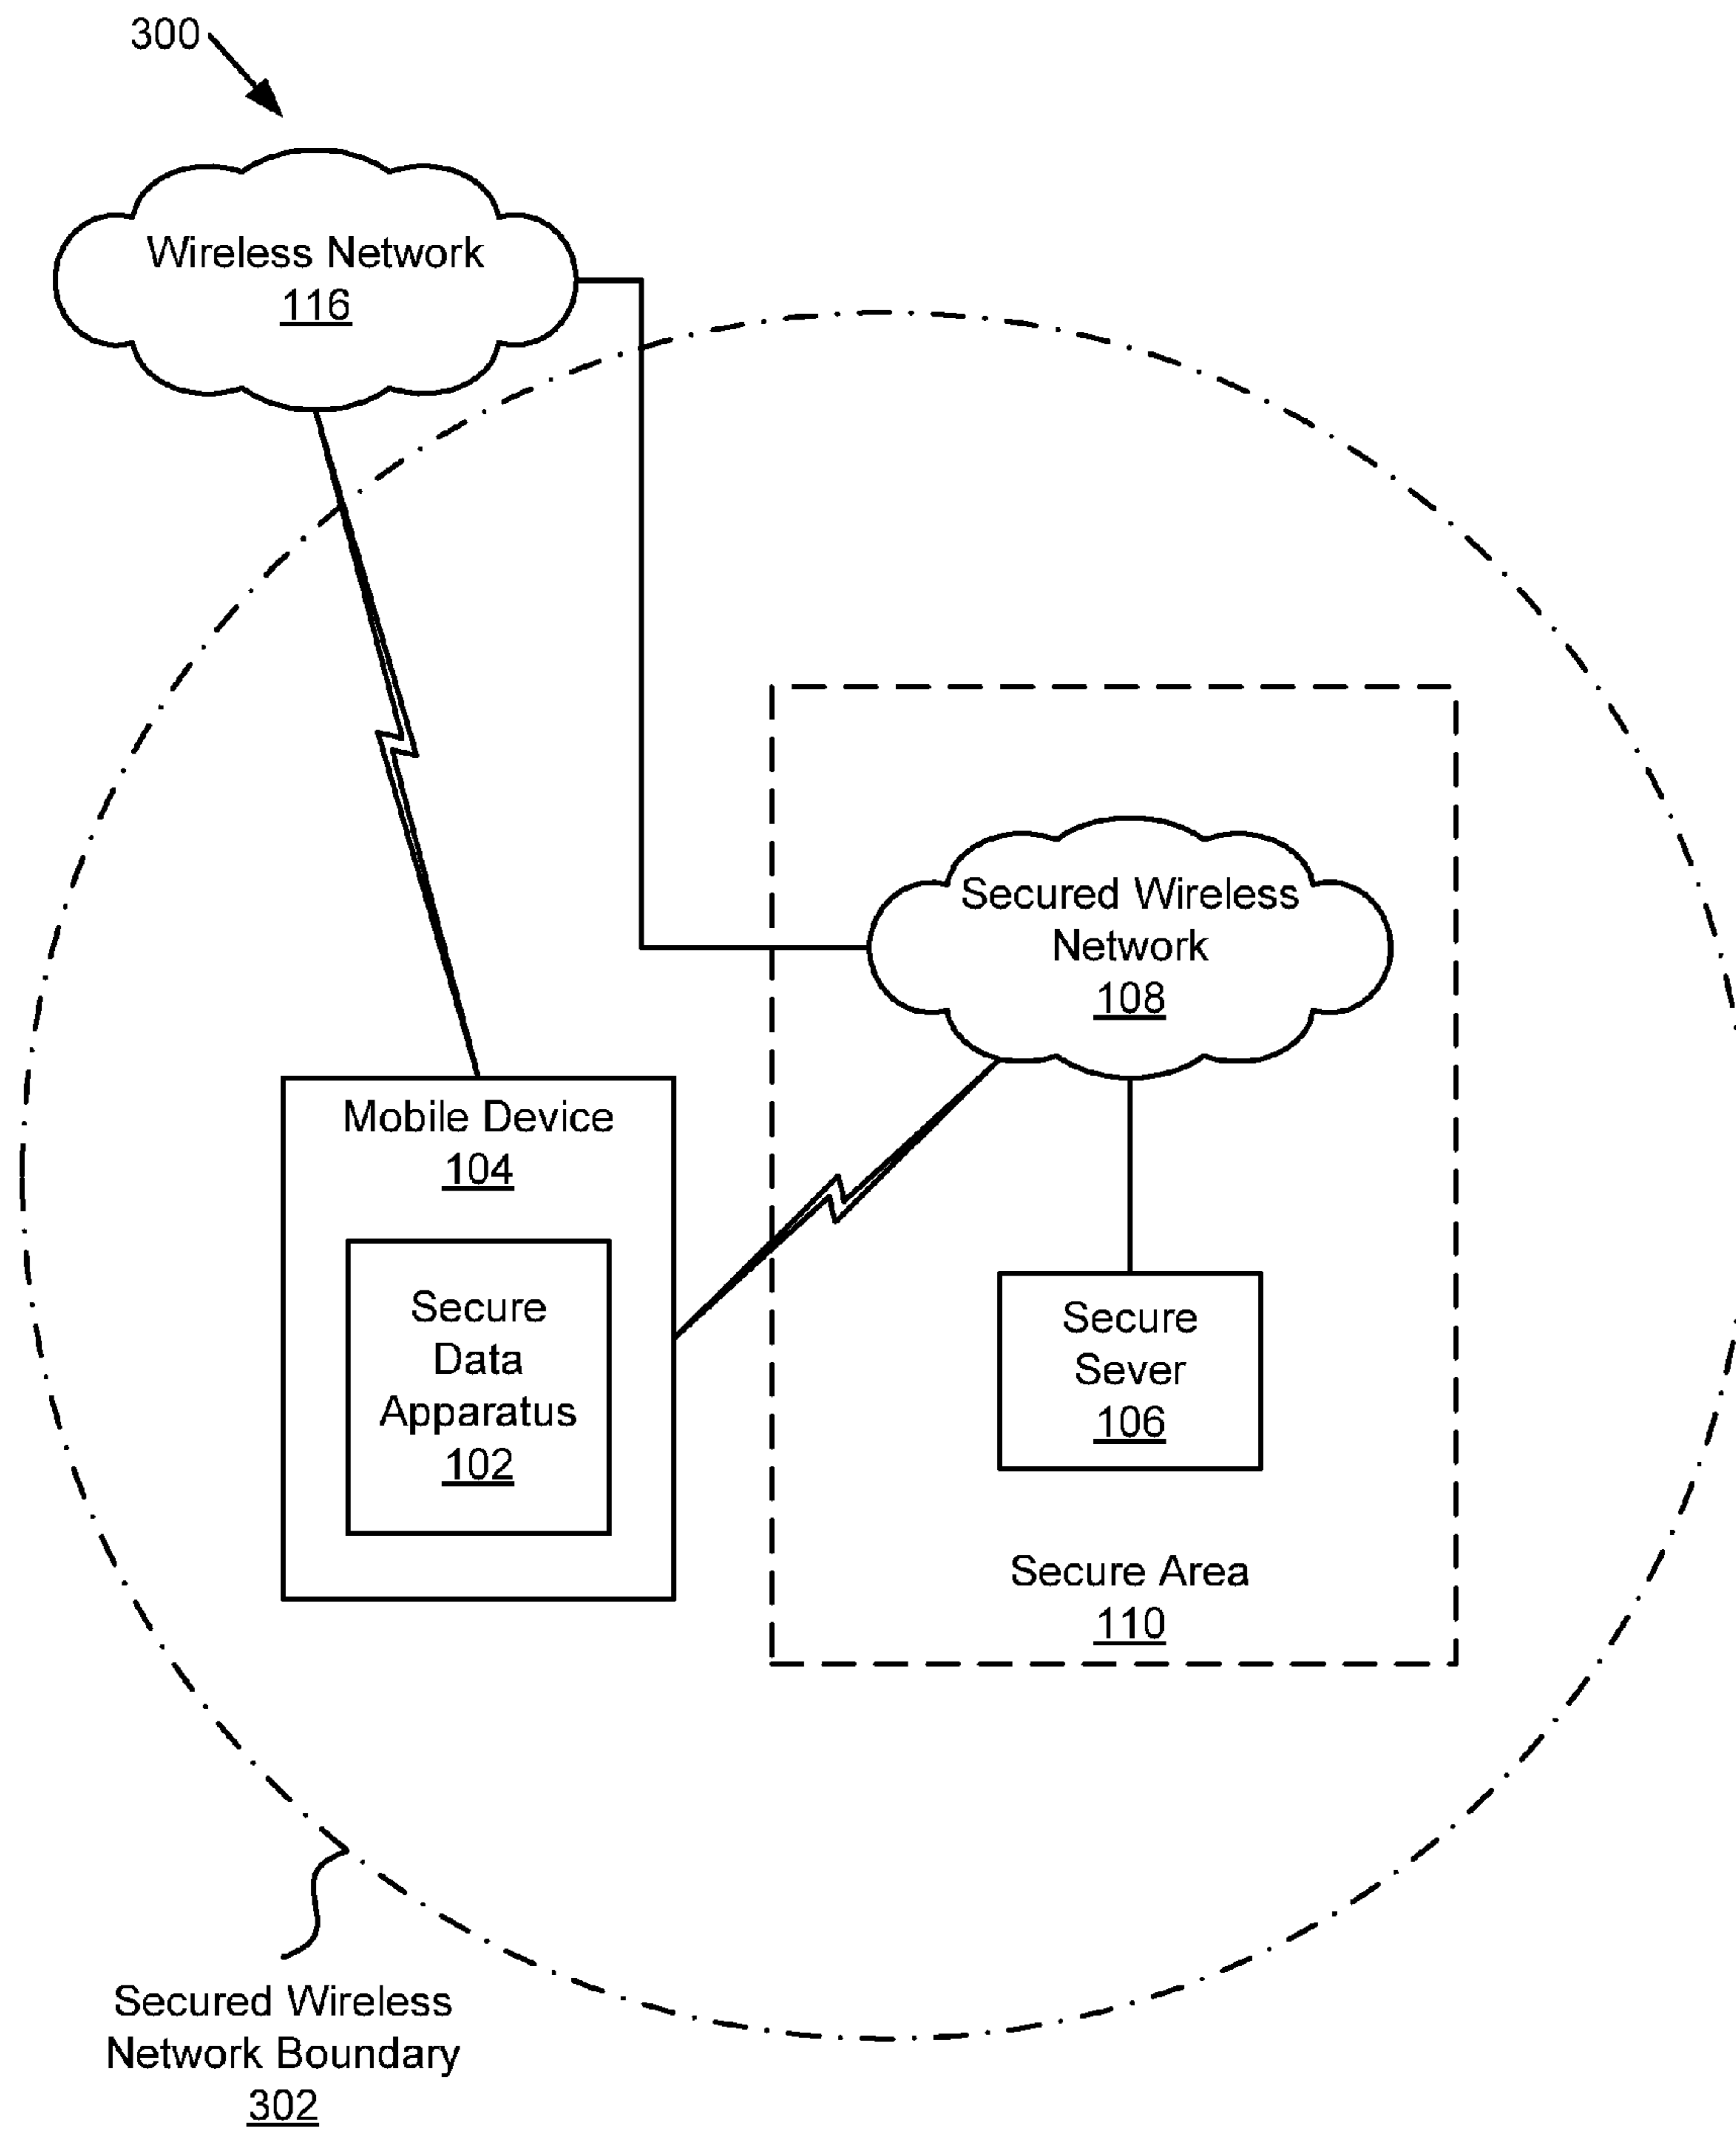 300
Wireless Network
116
Secured Wireless
Network
108
Mobile Device
104
Secure
Data
Apparatus
102
Secure
Sever
106
Secure Area
110
Secured Wireless
Network Boundary
302